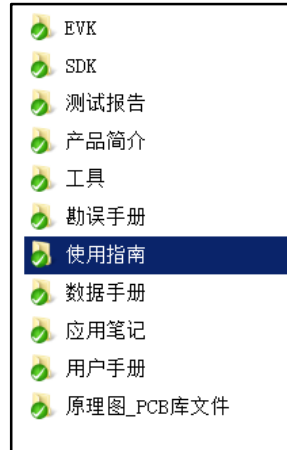 EVK
SDK
测试报告
产品简介
工具
勘误手册
使用指南
数据手册
应用笔记
用户手册
原理图_PCB库文件